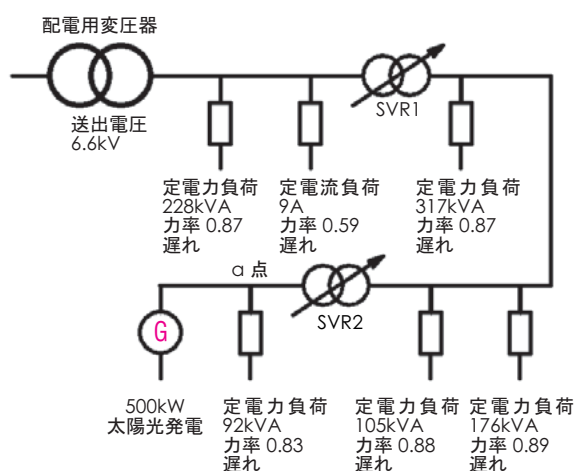 配電用変圧器
送出電圧
6.6kV
SVR1
定電力負荷
228kVA
力率 0.87
遅れ
定電流負荷
9A
力率 0.59
遅れ
定電力負荷
317kVA
力率 0.87
遅れ
α 点
SVR2
G
500kW
太陽光発電
定電力負荷
92kVA
力率 0.83
遅れ
定電力負荷
105kVA
力率 0.88
遅れ
定電力負荷
176kVA
力率 0.89
遅れ